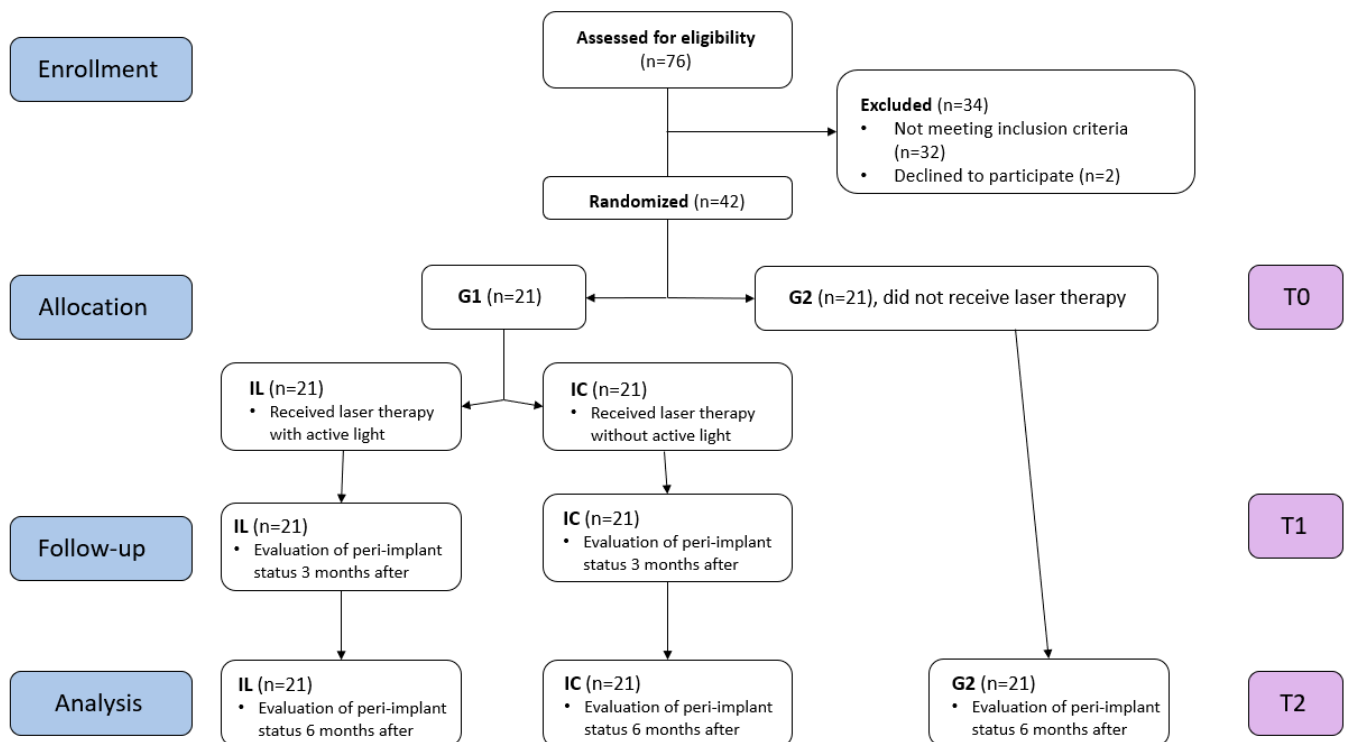 Enrollment
Assessed for eligibility
(n=76)
Excluded (n=34)
• Not meeting inclusion criteria
(n=32)
• Declined to participate (n=2)
Randomized (n=42)
Allocation
G1 (n=21)
G2 (n=21), did not receive laser therapy
T0
IL (n=21)
• Received laser therapy
with active light
IC (n=21)
• Received laser therapy
without active light
Follow-up
IL (n=21)
• Evaluation of peri-implant
status 3 months after
IC (n=21)
• Evaluation of peri-implant
status 3 months after
T1
Analysis
IL (n=21)
• Evaluation of peri-implant
status 6 months after
IC (n=21)
• Evaluation of peri-implant
status 6 months after
G2 (n=21)
• Evaluation of peri-implant
status 6 months after
T2